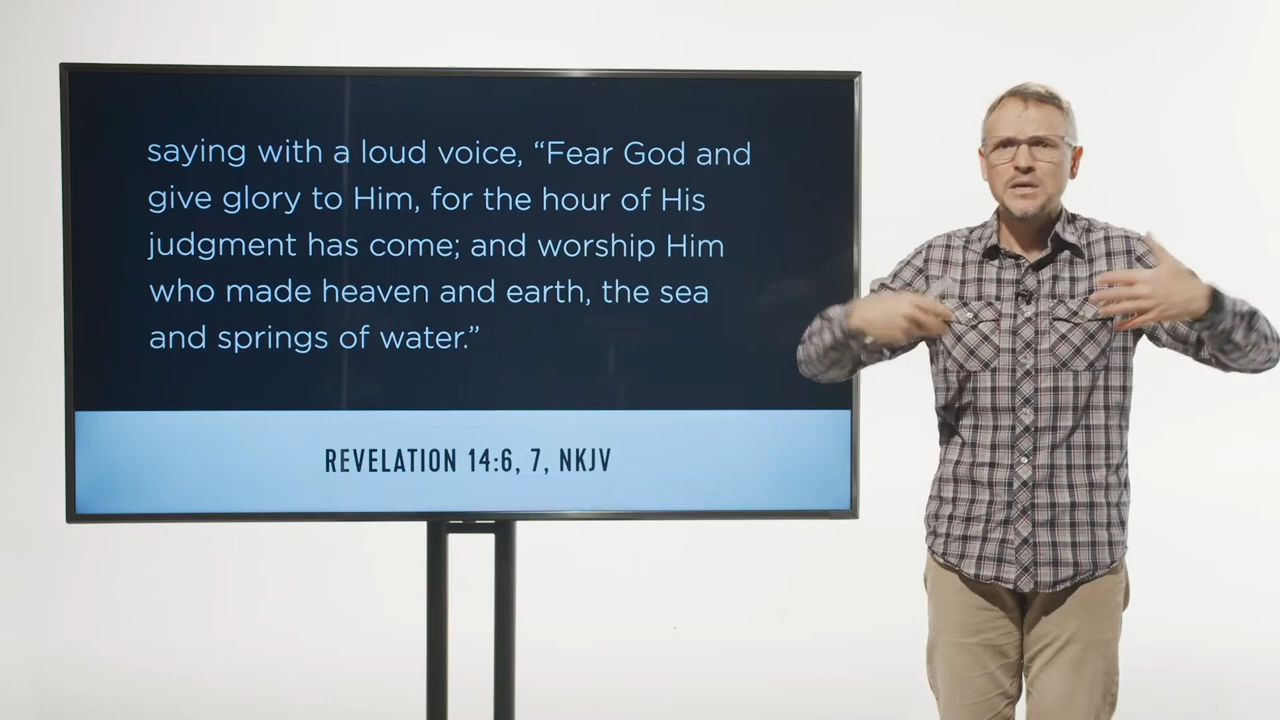 saying with a loud voice, “Fear God and
give glory to Him, for the hour of His
judgment has come; and worship Him
who made heaven and earth, the sea
and springs of water.”
REVELATION 14:6, 7, NKJV